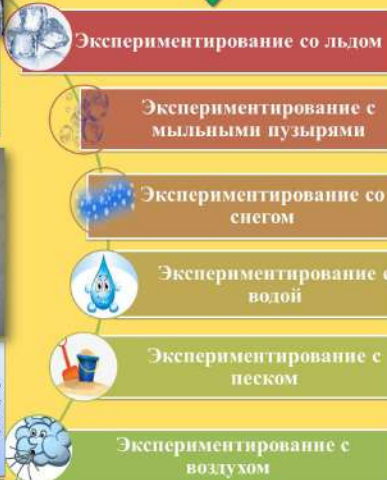 Экспериментирование со льдом
Экспериментирование с
мыльными пузырями
Экспериментирование со
снегом
Экспериментирование с
водой
Экспериментирование с
песком
Экспериментирование с
воздухом